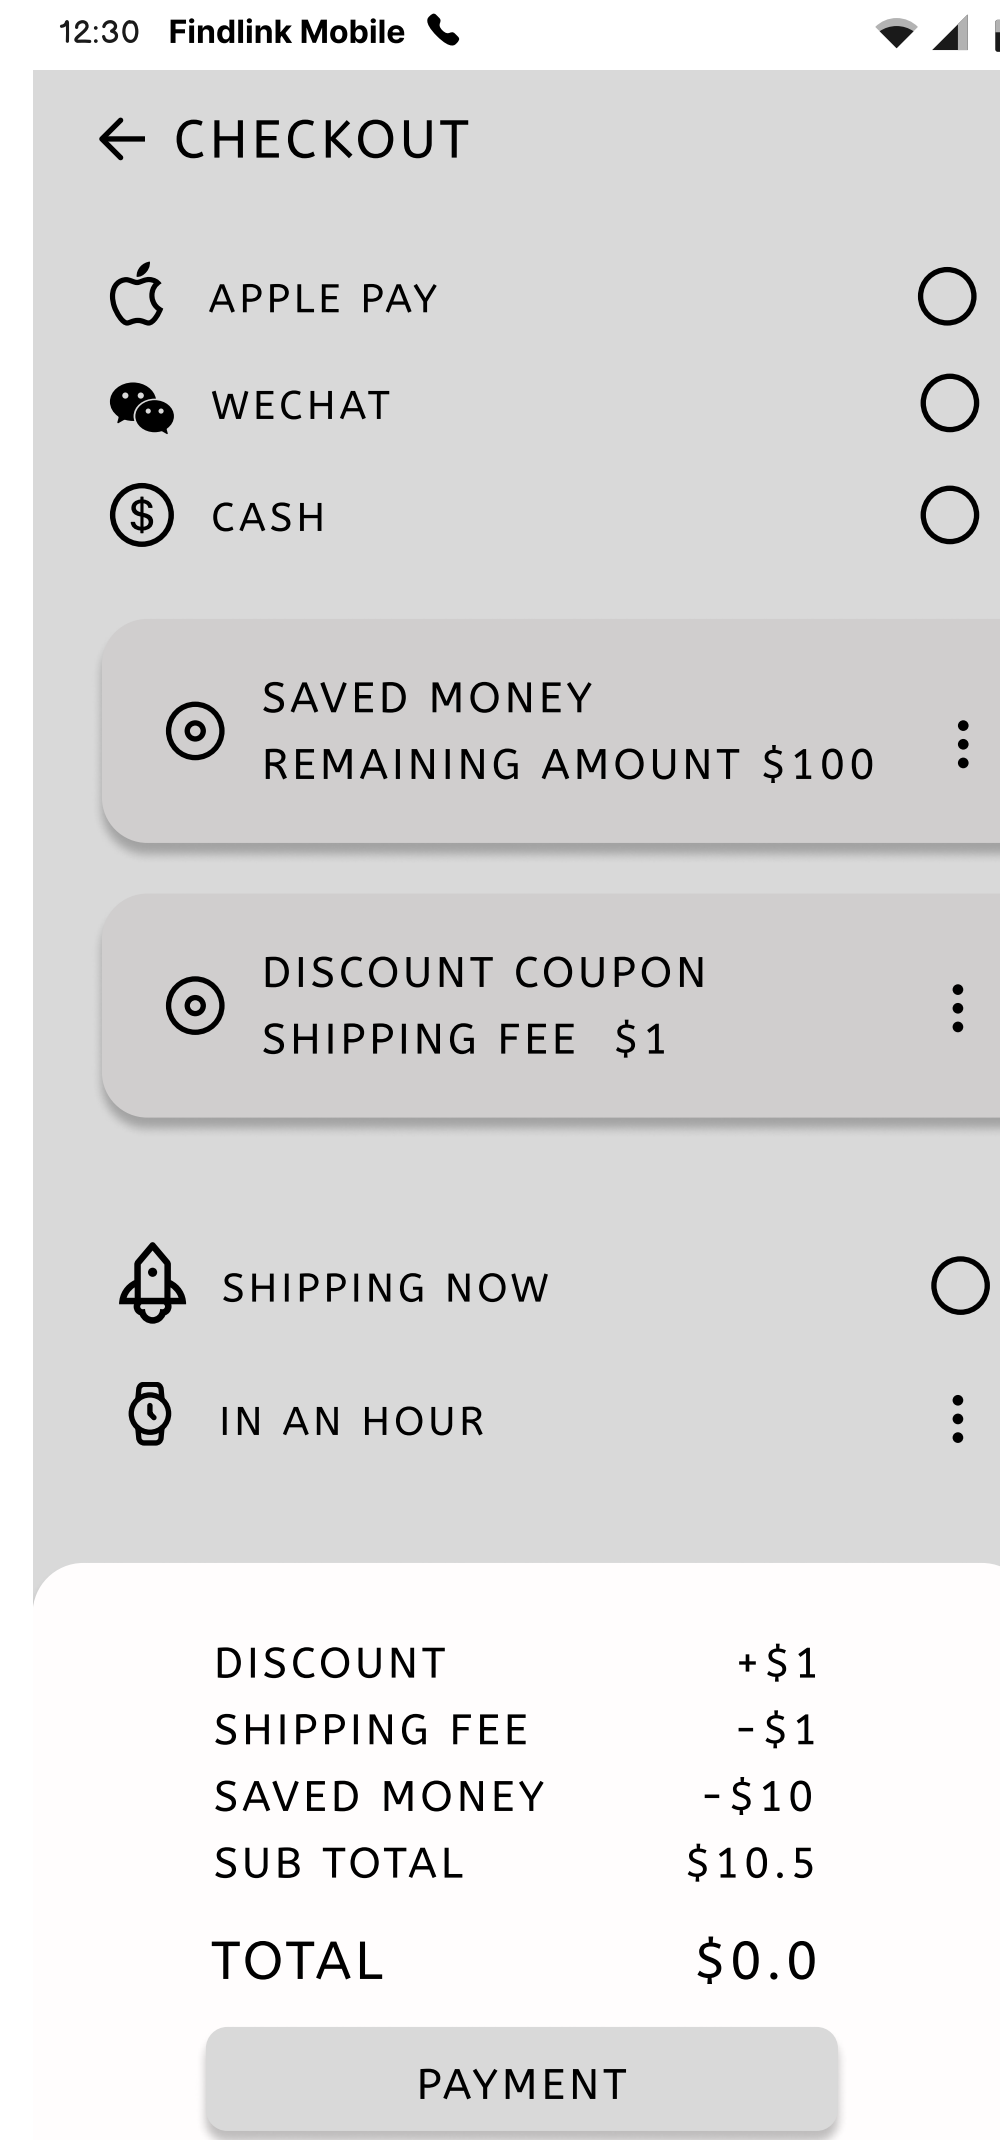 12:30 Findlink Mobile
CHECKOUT
APPLE PAY
WECHAT
$ CASH
SAVED MONEY
REMAINING AMOUNT $100
DISCOUNT COUPON
SHIPPING FEE $1
SHIPPING NOW
IN AN HOUR
DISCOUNT +$1
SHIPPING FEE -$1
SAVED MONEY -$10
SUB TOTAL $10.5
TOTAL $0.0
PAYMENT